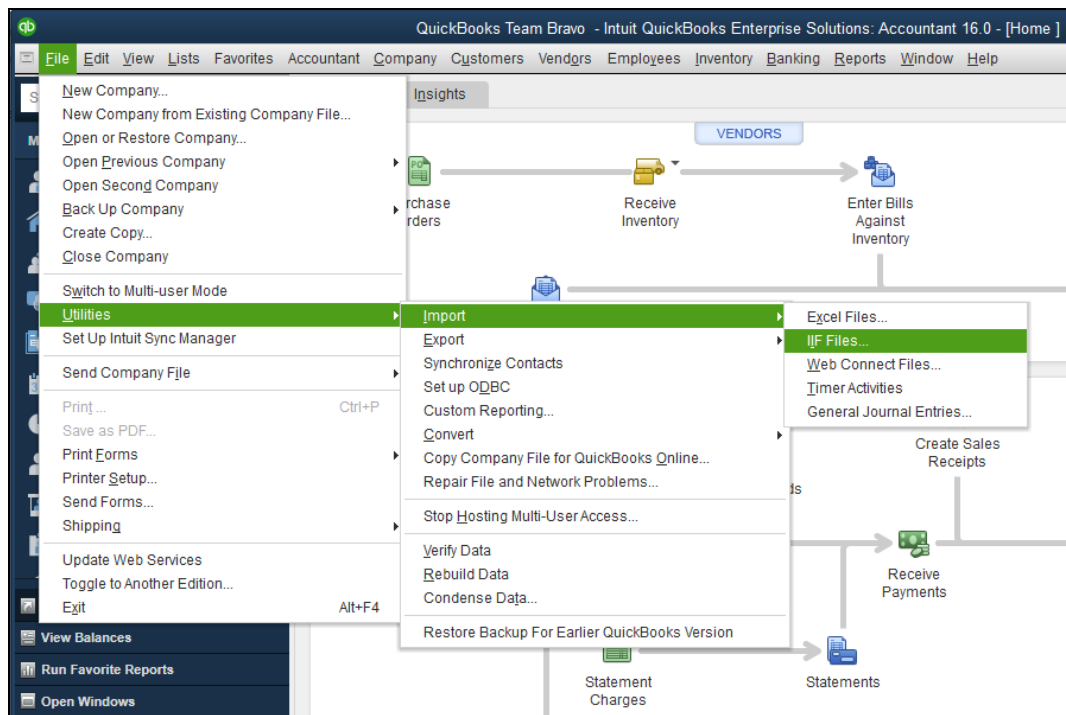 qb
QuickBooks Team Bravo - Intuit QuickBooks Enterprise Solutions: Accountant 16.0 - [Home ]
File Edit View Lists Favorites Accountant Company Customers Vendors Employees Inventory Banking Reports Window Help
Insights
New Company...
New Company from Existing Company File...
Open or Restore Company...
Open Previous Company
Open Second Company
Back Up Company
Create Copy...
Close Company
Switch to Multi-user Mode
Utilities
Set Up Intuit Sync Manager
Send Company File
Print ... Ctrl+P
Save as PDF...
Print Forms
Printer Setup...
Send Forms...
Shipping
Update Web Services
Toggle to Another Edition...
Exit Alt+F4
Import
Export
Synchronize Contacts
Set up ODBC
Custom Reporting...
Convert
Copy Company File for QuickBooks Online...
Repair File and Network Problems...
Stop Hosting Multi-User Access...
Verify Data
Rebuild Data
Condense Data...
Restore Backup For Earlier QuickBooks Version
Excel Files...
IIF Files...
Web Connect Files...
Timer Activities
General Journal Entries...
VENDORS
PO
rchase
rders
Receive
Inventory
Enter Bills
Against
Inventory
Create Sales
Receipts
ds
Receive
Payments
Statement
Charges
Statements
View Balances
Run Favorite Reports
Open Windows